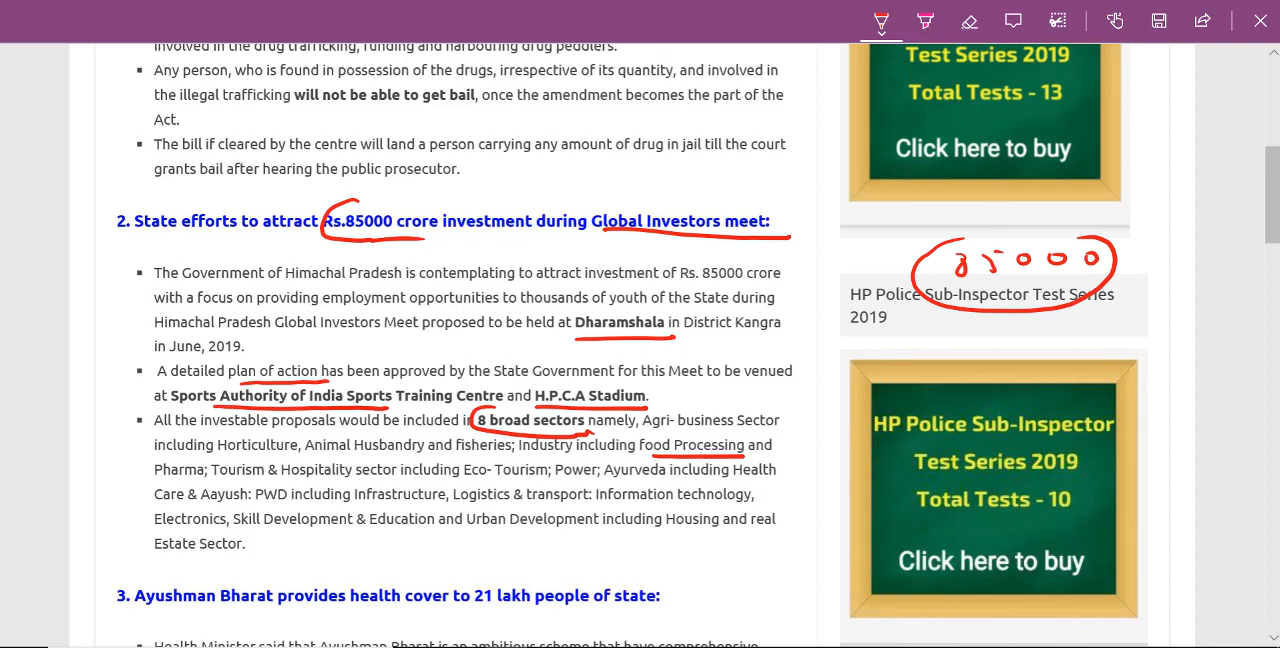 involved in the drug trafficking, funding and harbouring drug peddlers.
▪ Any person, who is found in possession of the drugs, irrespective of its quantity, and involved in
the illegal trafficking will not be able to get bail, once the amendment becomes the part of the
Act.
▪ The bill if cleared by the centre will land a person carrying any amount of drug in jail till the court
grants bail after hearing the public prosecutor.
2. State efforts to attract Rs.85000 crore investment during Global Investors meet:
▪ The Government of Himachal Pradesh is contemplating to attract investment of Rs. 85000 crore
with a focus on providing employment opportunities to thousands of youth of the State during
Himachal Pradesh Global Investors Meet proposed to be held at Dharamshala in District Kangra
in June, 2019.
▪ A detailed plan of action has been approved by the State Government for this Meet to be venued
at Sports Authority of India Sports Training Centre and H.P.C.A Stadium.
▪ All the investable proposals would be included in 8 broad sectors namely, Agri- business Sector
including Horticulture, Animal Husbandry and fisheries; Industry including food Processing and
Pharma; Tourism & Hospitality sector including Eco- Tourism; Power; Ayurveda including Health
Care & Aayush: PWD including Infrastructure, Logistics & transport: Information technology,
Electronics, Skill Development & Education and Urban Development including Housing and real
Estate Sector.
3. Ayushman Bharat provides health cover to 21 lakh people of state:
▪ Health Minister said that Ayushman Bharat is an ambitious scheme that have comprehensive
Test Series 2019
Total Tests - 13
Click here to buy
85000
HP Police Sub-Inspector Test Series
2019
HP Police Sub-Inspector
Test Series 2019
Total Tests - 10
Click here to buy